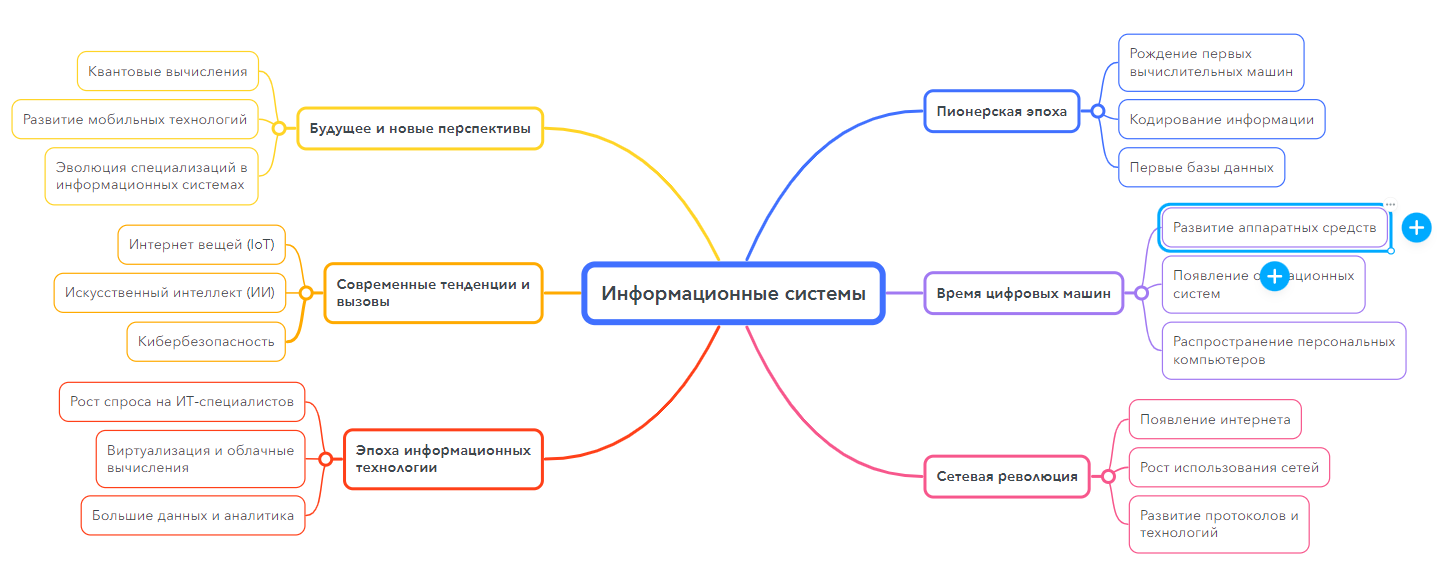 Информационные системы
Пионерская эпоха
Рождение первых
вычислительных машин
Кодирование информации
Первые базы данных
Время цифровых машин
Развитие аппаратных средств
Появление
систем
Распространение персональных
компьютеров
Сетевая революция
Появление интернета
Рост использования сетей
Развитие протоколов и
технологий
Будущее и новые перспективы
Квантовые вычисления
Развитие мобильных технологий
Эволюция специализаций в
информационных системах
Современные тенденции и
вызовы
Интернет вещей (IoT)
Искусственный интеллект (ИИ)
Кибербезопасность
Эпоха информационных
технологии
Рост спроса на ИТ-специалистов
Виртуализация и облачные
вычисления
Большие данных и аналитика